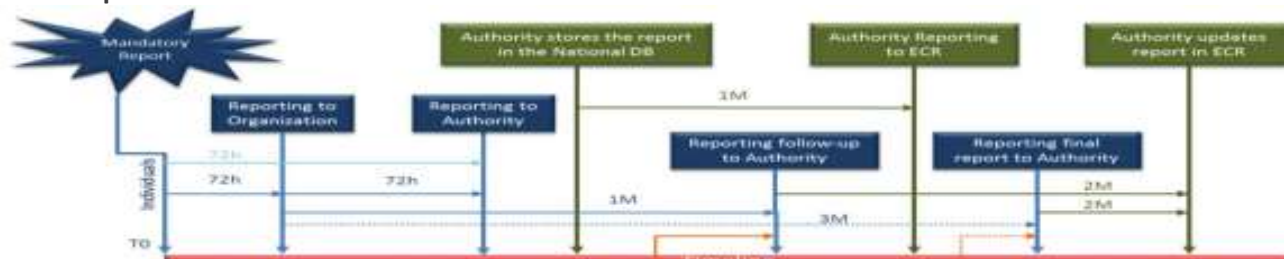 Mandatory
Report
Authority stores the report
in the National DB
Authority Reporting
to ECR
Authority updates
report in ECR
1M
Reporting to
Organization
Reporting to
Authority
Reporting follow-up
to Authority
Reporting final
report to Authority
Individuals
72h
72h
72h
2M
1M
2M
3M
T0